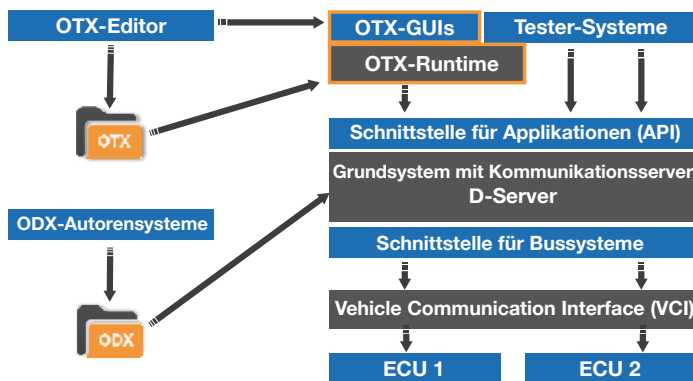 OTX-Editor
OTX-GUIs
Tester-Systeme
OTX-Runtime
OTX
Schnittstelle für Applikationen (API)
Grundsystem mit Kommunikationsserver
D-Server
ODX-Autorensysteme
Schnittstelle für Bussysteme
Vehicle Communication Interface (VCI)
ODX
ECU 1
ECU 2